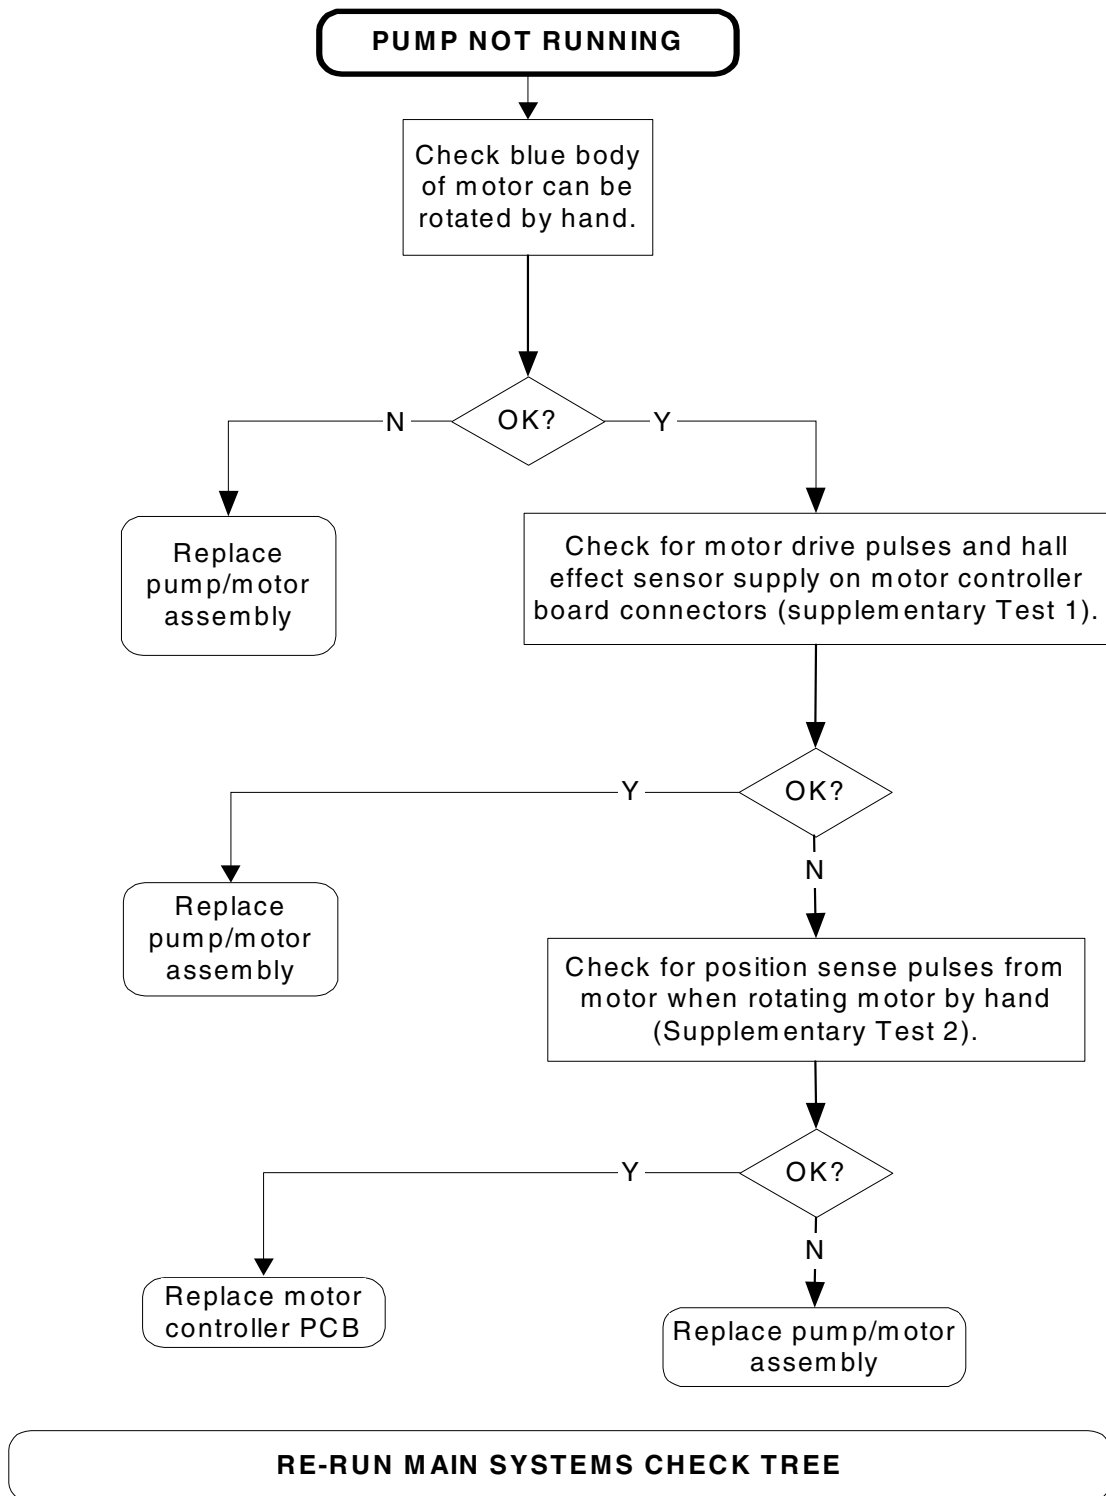 PUMP NOT RUNNING
Check blue body
of motor can be
rotated by hand.
OK?
N
Y
Replace
pump/motor
assembly
Check for motor drive pulses and hall
effect sensor supply on motor controller
board connectors (supplementary Test 1).
OK?
Y
N
Replace
pump/motor
assembly
Check for position sense pulses from
motor when rotating motor by hand
(Supplementary Test 2).
OK?
Y
N
Replace motor
controller PCB
Replace pump/motor
assembly
RE-RUN MAIN SYSTEMS CHECK TREE